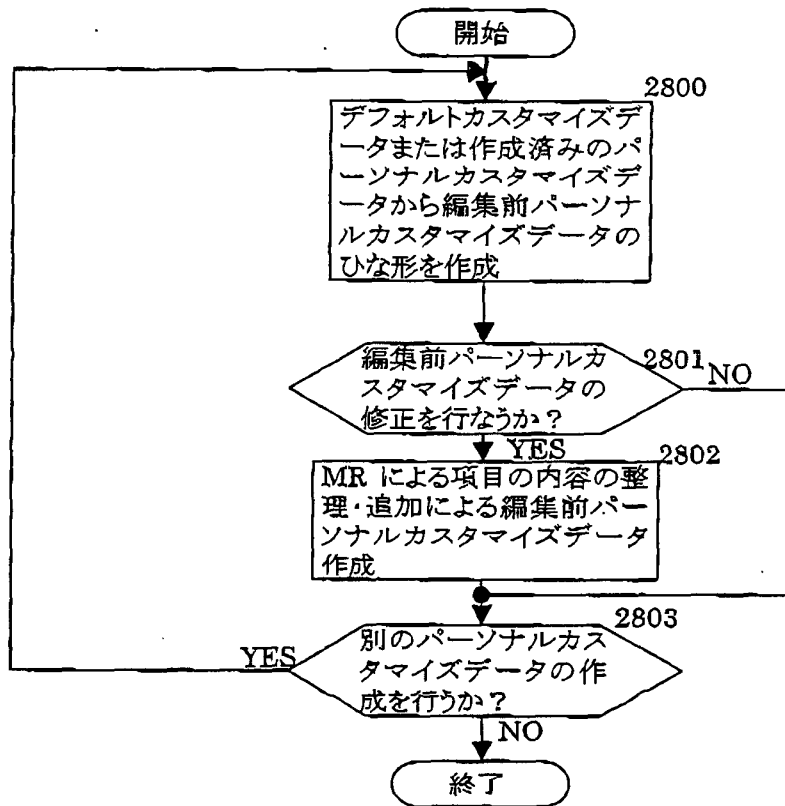 開始
2800
デフォルトカスタマイズデ
ータまたは作成済みのパ
ーソナルカスタマイズデ
ータから編集前パーソナ
ルカスタマイズデータの
ひな形を作成
編集前パーソナルカ
スタマイズデータの
修正を行なうか？
2801
NO
YES
2802
MR による項目の内容の整
理・追加による編集前パー
ソナルカスタマイズデータ
作成
2803
別のパーソナルカス
タマイズデータの作
成を行うか？
YES
NO
終了